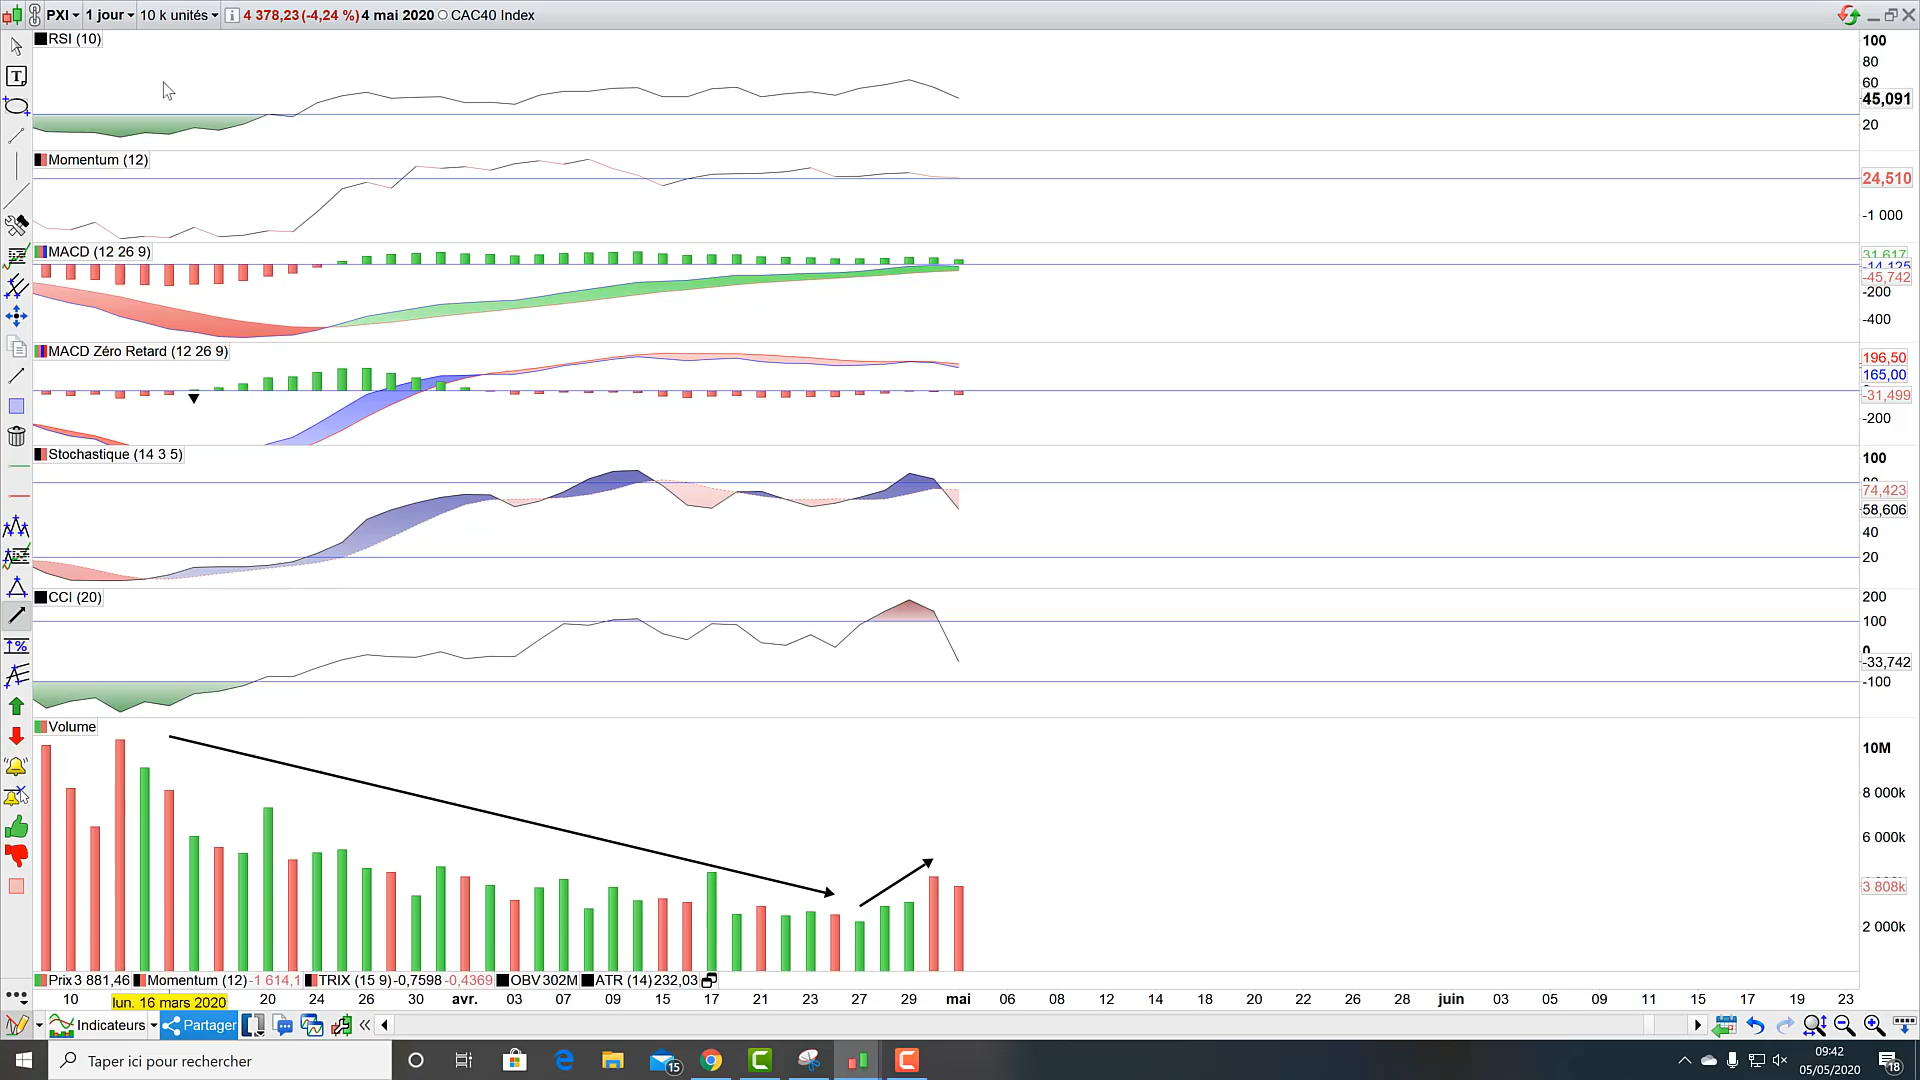 PXI 1 jour 10 k unités 4 378,23 (-4,24 %) 4 mai 2020 CAC40 Index
RSI (10)
100
80
60
45,091
20
Momentum (12)
24,510
-1 000
MACD (12 26 9)
31,617
-14,125
-45,742
-200
-400
MACD Zéro Retard (12 26 9)
196,50
165,00
-31,499
-200
Stochastique (14 3 5)
100
80
74,423
58,606
40
20
CCI (20)
200
100
0
-33,742
-100
Volume
10M
8 000k
6 000k
3 808k
2 000k
Prix 3 881,46 Momentum (12) -1 614,1 TRIX (15 9) -0,7598 -0,4369 OBV 302M ATR (14) 232,03
10 lun. 16 mars 2020 20 24 26 30 avr. 03 07 09 15 17 21 23 27 29 mai 06 08 12 14 18 20 22 26 28 juin 03 05 09 11 15 17 19 23
Indicateurs Partager
Taper ici pour rechercher
15
09:42
05/05/2020
18